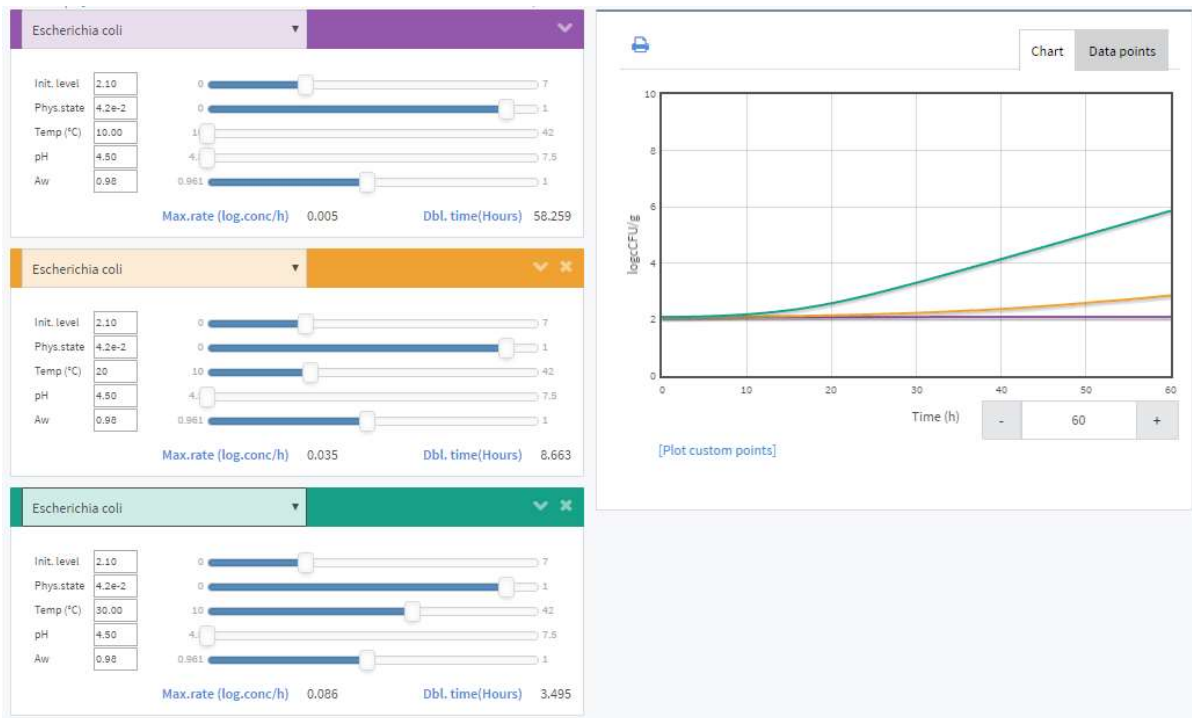 Escherichia coli
Init. level 2.10 0 7
Phys.state 4.2e-2 0 1
Temp (°C) 10.00 42
pH 4.50 7.5
Aw 0.98 0.961 1
Max.rate (log.conc/h) 0.005 Dbl. time(Hours) 58.259
Escherichia coli
Init. level 2.10 0 7
Phys.state 4.2e-2 0 1
Temp (°C) 20 10 42
pH 4.50 7.5
Aw 0.98 0.961 1
Max.rate (log.conc/h) 0.035 Dbl. time(Hours) 8.663
Escherichia coli
Init. level 2.10 0 7
Phys.state 4.2e-2 0 1
Temp (°C) 30.00 10 42
pH 4.50 7.5
Aw 0.98 0.961 1
Max.rate (log.conc/h) 0.086 Dbl. time(Hours) 3.495
Chart Data points
10
8
6
4
2
0
logcCFU/g
0 10 20 30 40 50 60
Time (h) - 60 +
[Plot custom points]